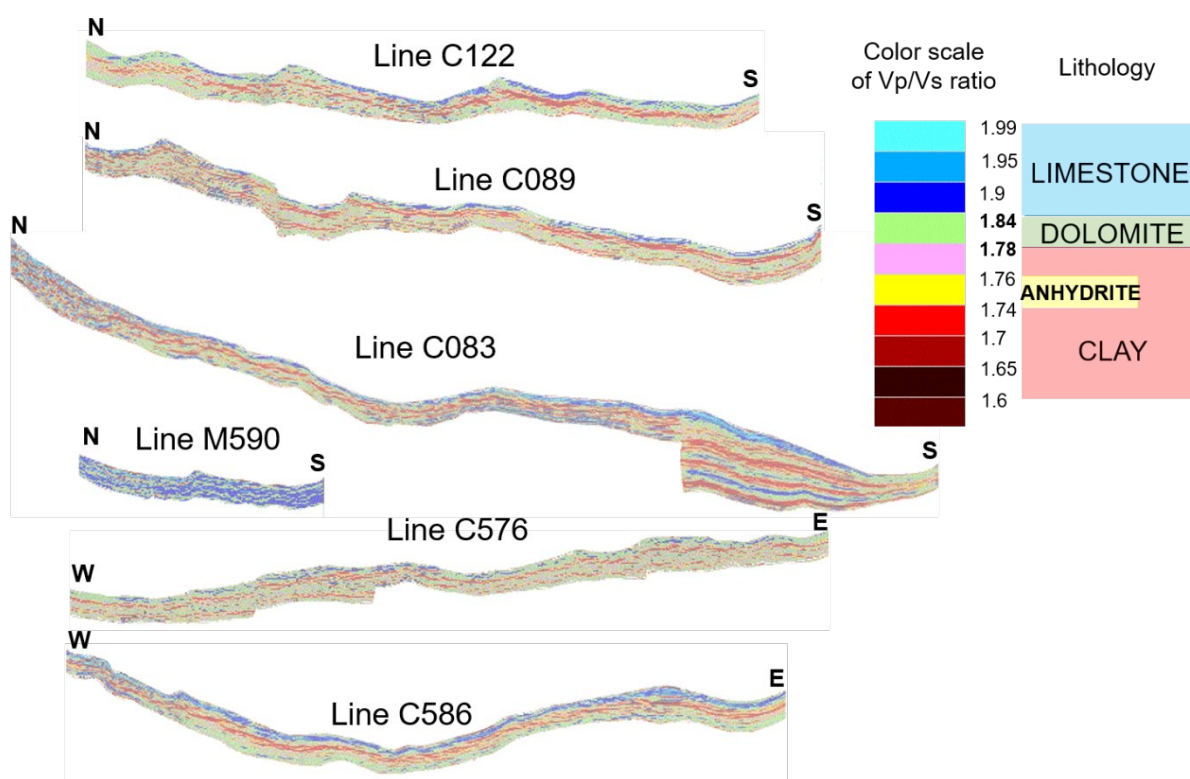 N
Line C122
S
N
Line C089
S
N
Line C083
S
N
Line M590
S
Line C576
E
W
W
Line C586
E
Color scale
of Vp/Vs ratio
1.99
1.95
1.9
1.84
1.78
1.76
1.74
1.7
1.65
1.6
Lithology
LIMESTONE
DOLOMITE
ANHYDRITE
CLAY